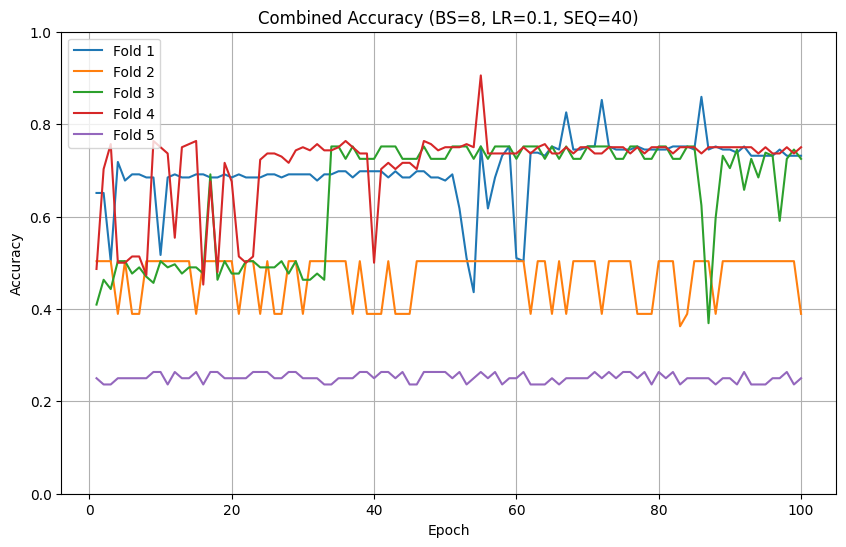 Combined Accuracy (BS=8, LR=0.1, SEQ=40)
Fold 1
Fold 2
Fold 3
Fold 4
Fold 5
1.0
0.8
0.6
0.4
0.2
0.0
Accuracy
0 20 40 60 80 100
Epoch